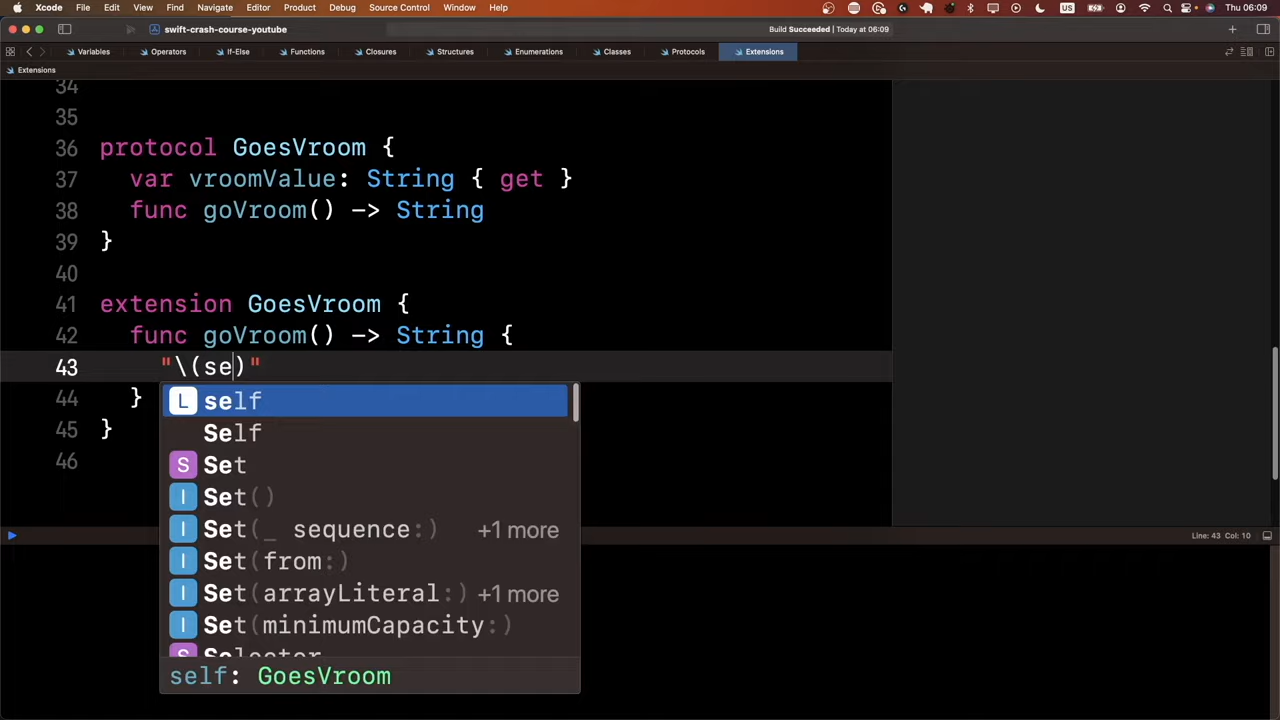 Xcode File Edit View Find Navigate Editor Product Debug Source Control Window Help US Thu 06:09
swift-crash-course-youtube Build Succeeded | Today at 06:09
Variables Operators If-Else Functions Closures Structures Enumerations Classes Protocols Extensions
Extensions
34
35
36 protocol GoesVroom {
37 var vroomValue: String { get }
38 func goVroom() -> String
39 }
40
41 extension GoesVroom {
42 func goVroom() -> String {
43 "\(se)"
L self
44 }
Self
45 }
46
S Set
I Set()
I Set(_ sequence:) +1 more
Line: 43 Col: 10
I Set(from:)
I Set(arrayLiteral:) +1 more
I Set(minimumCapacity:)
S Selector
self: GoesVroom